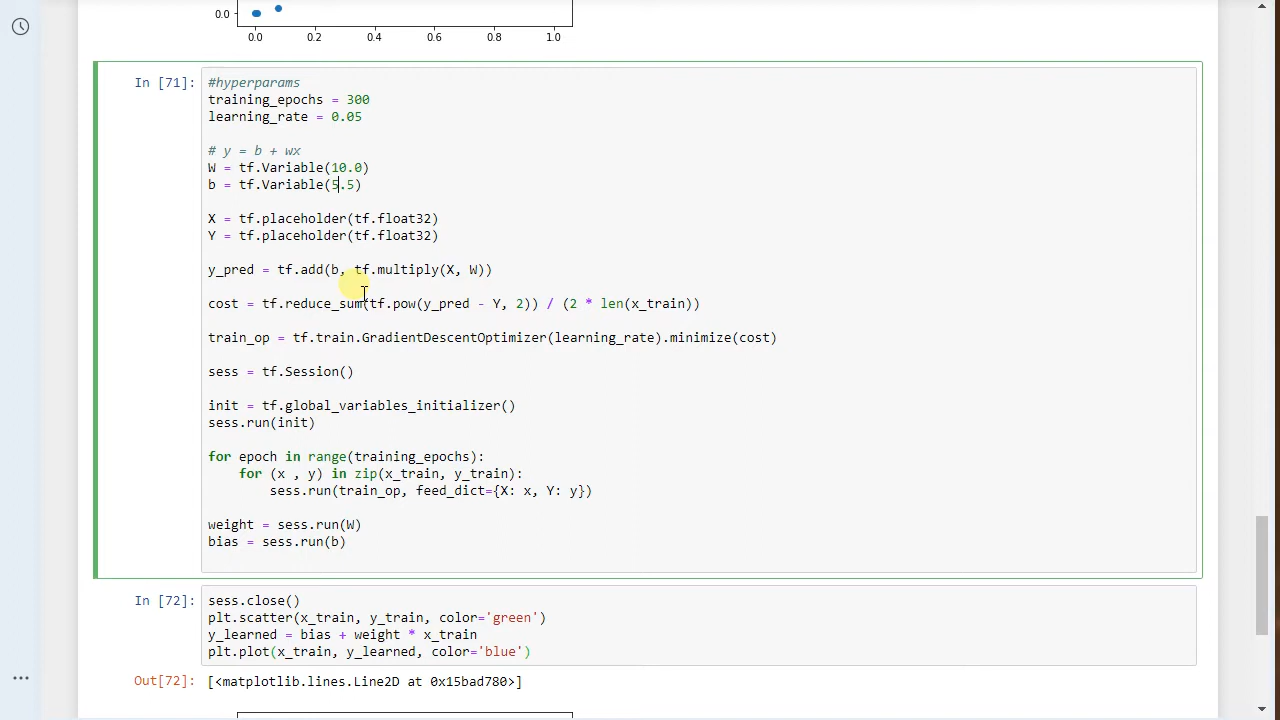 0.0
0.0 0.2 0.4 0.6 0.8 1.0
In [71]:
#hyperparams
training_epochs = 300
learning_rate = 0.05
# y = b + wx
W = tf.Variable(10.0)
b = tf.Variable(5.5)
X = tf.placeholder(tf.float32)
Y = tf.placeholder(tf.float32)
y_pred = tf.add(b, tf.multiply(X, W))
cost = tf.reduce_sum(tf.pow(y_pred - Y, 2)) / (2 * len(x_train))
train_op = tf.train.GradientDescentOptimizer(learning_rate).minimize(cost)
sess = tf.Session()
init = tf.global_variables_initializer()
sess.run(init)
for epoch in range(training_epochs):
    for (x , y) in zip(x_train, y_train):
        sess.run(train_op, feed_dict={X: x, Y: y})
weight = sess.run(W)
bias = sess.run(b)
In [72]:
sess.close()
plt.scatter(x_train, y_train, color='green')
y_learned = bias + weight * x_train
plt.plot(x_train, y_learned, color='blue')
Out[72]: [<matplotlib.lines.Line2D at 0x15bad780>]